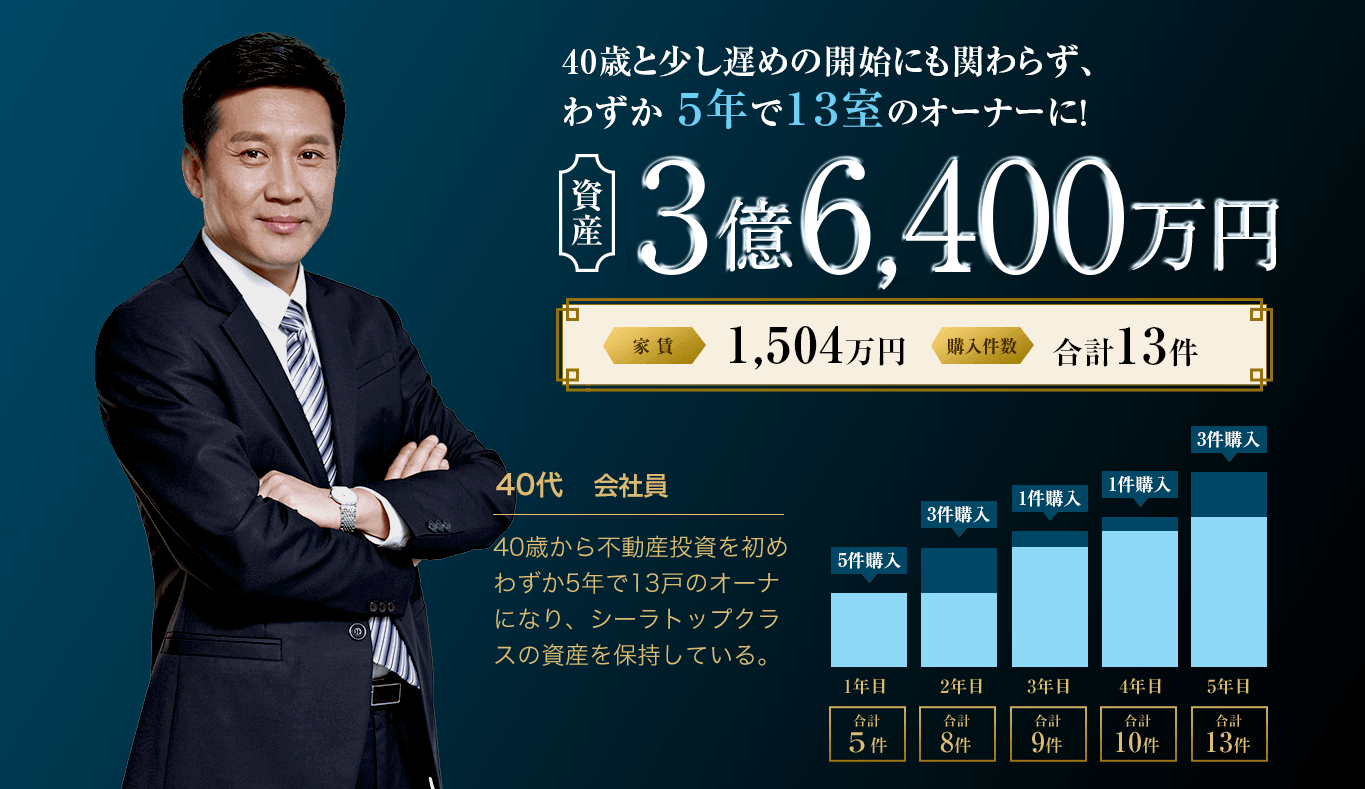 40歳と少し遅めの開始にも関わらず、
わずか 5年で13室のオーナーに!
資産 3億6,400万円
家賃 1,504万円 購入件数 合計13件
40代 会社員
40歳から不動産投資を初め
わずか5年で13戸のオーナ
になり、シーラトップクラ
スの資産を保持している。
5件購入 3件購入 1件購入 1件購入 3件購入
1年目 2年目 3年目 4年目 5年目
合計 合計 合計 合計 合計
5件 8件 9件 10件 13件